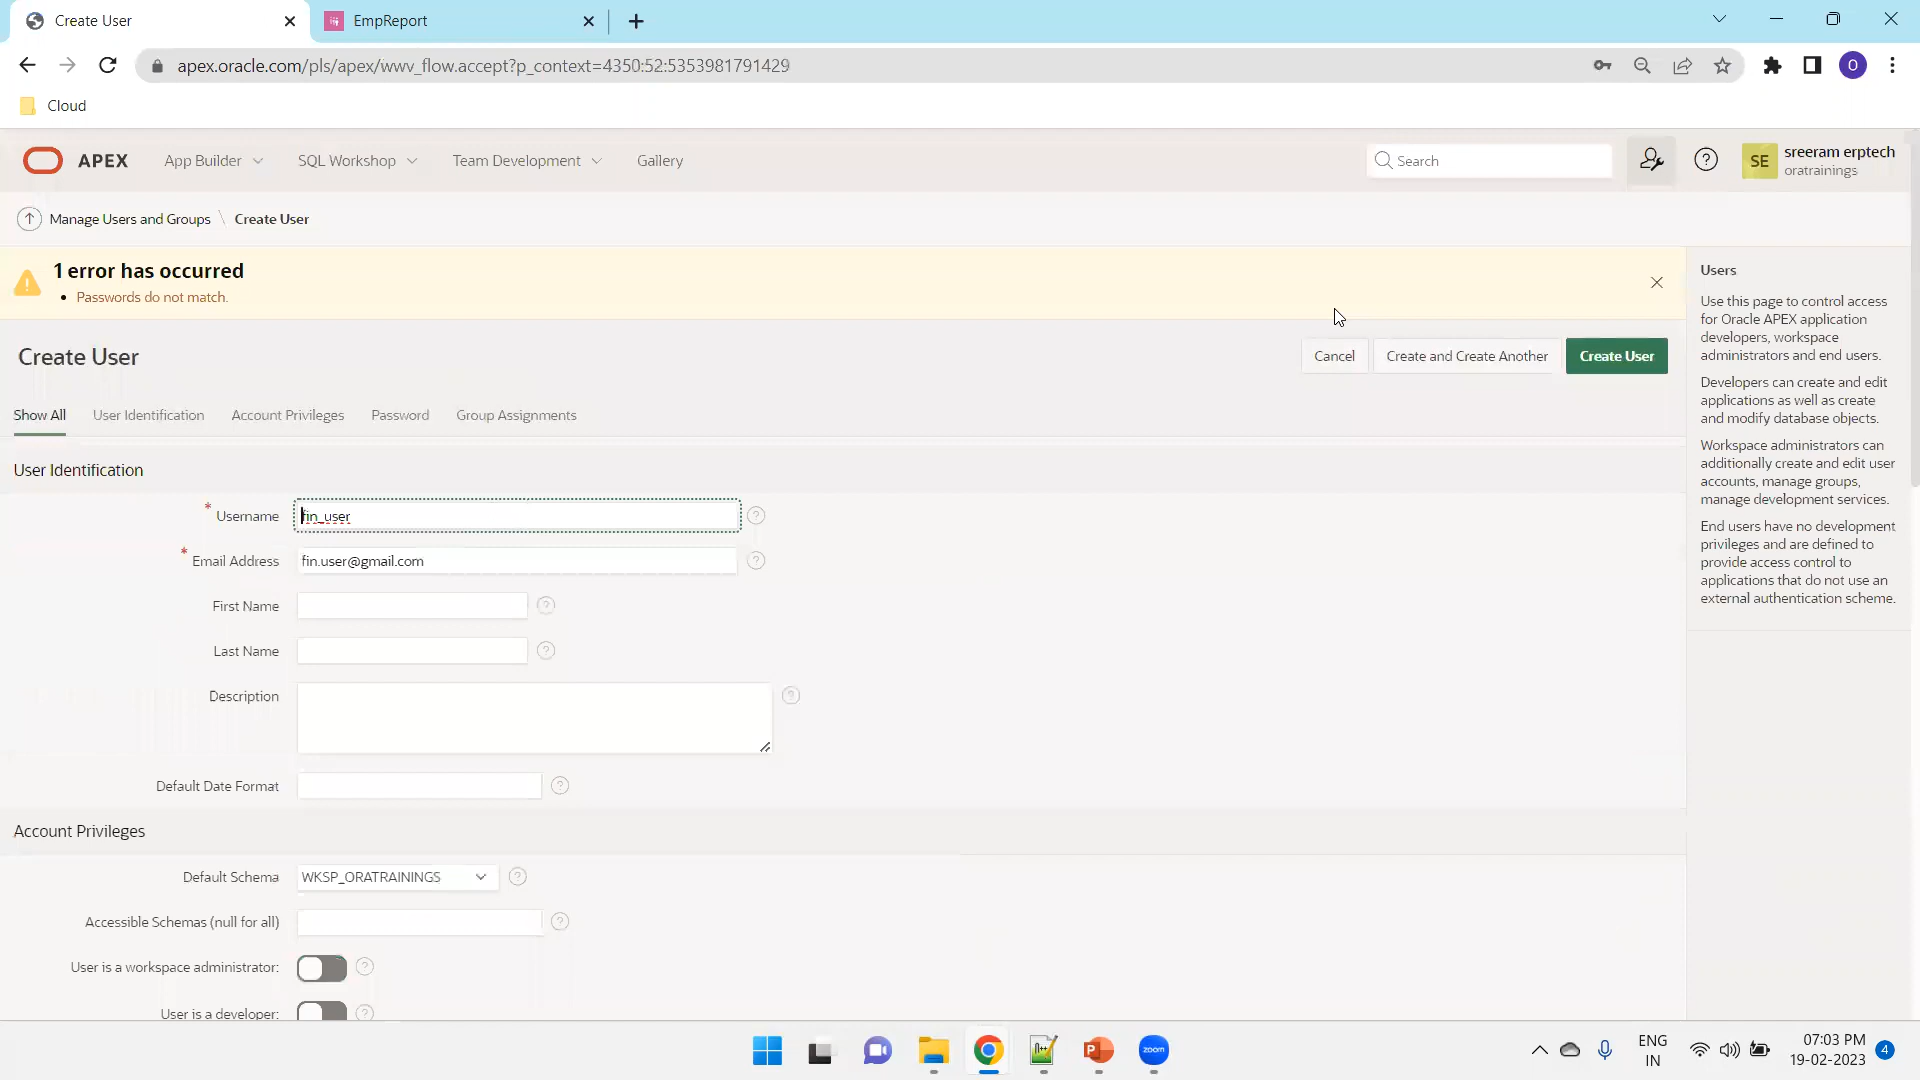 Create User
EmpReport
apex.oracle.com/pls/apex/wwv_flow.accept?p_context=4350:52:5353981791429
O
Cloud
APEX
App Builder
SQL Workshop
Team Development
Gallery
Search
SE
sreeram erptech
oratrainings
Manage Users and Groups \ Create User
1 error has occurred
• Passwords do not match.
Create User
Cancel
Create and Create Another
Create User
Show All
User Identification
Account Privileges
Password
Group Assignments
User Identification
* Username
fin_user
* Email Address
fin.user@gmail.com
First Name
Last Name
Description
Default Date Format
Account Privileges
Default Schema
WKSP_ORATRAININGS
Accessible Schemas (null for all)
User is a workspace administrator:
User is a developer:
Users
Use this page to control access
for Oracle APEX application
developers, workspace
administrators and end users.
Developers can create and edit
applications as well as create
and modify database objects.
Workspace administrators can
additionally create and edit user
accounts, manage groups,
manage development services.
End users have no development
privileges and are defined to
provide access control to
applications that do not use an
external authentication scheme.
zoom
ENG
IN
07:03 PM
19-02-2023
4